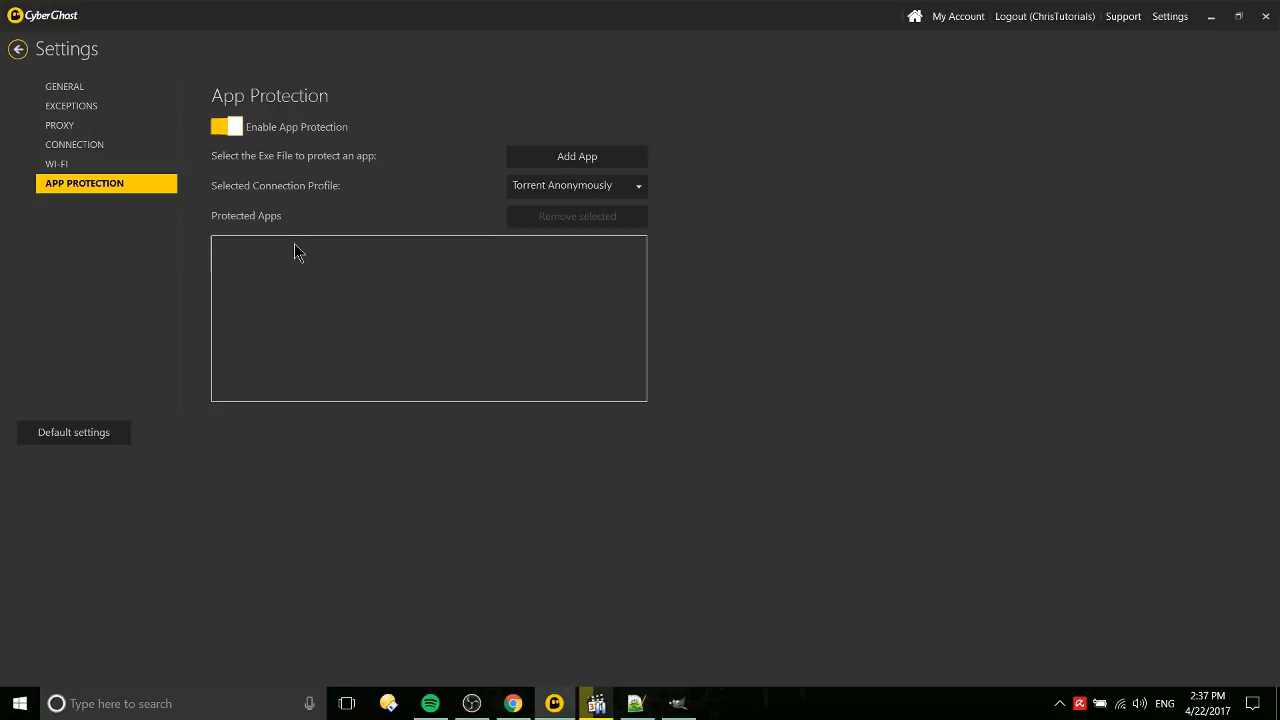 CyberGhost
My Account
Logout (ChrisTutorials)
Support
Settings
Settings
GENERAL
EXCEPTIONS
PROXY
CONNECTION
WI-FI
APP PROTECTION
Default settings
App Protection
Enable App Protection
Select the Exe File to protect an app:
Add App
Selected Connection Profile:
Torrent Anonymously
Protected Apps
Remove selected
Type here to search
ENG
2:37 PM
4/22/2017